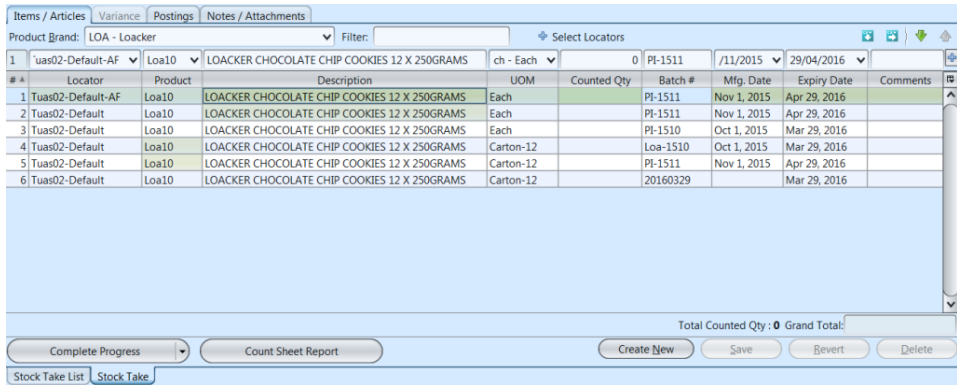 Items / Articles Variance Postings Notes / Attachments
Product Brand: LOA - Loacker Filter: Select Locators
1 'uas02-Default-AF Loa10 LOACKER CHOCOLATE CHIP COOKIES 12 X 250GRAMS ch - Each 0 PI-1511 /11/2015 29/04/2016
# Locator Product Description UOM Counted Qty Batch # Mfg. Date Expiry Date Comments
1 Tuas02-Default-AF Loa10 LOACKER CHOCOLATE CHIP COOKIES 12 X 250GRAMS Each PI-1511 Nov 1, 2015 Apr 29, 2016
2 Tuas02-Default Loa10 LOACKER CHOCOLATE CHIP COOKIES 12 X 250GRAMS Each PI-1511 Nov 1, 2015 Apr 29, 2016
3 Tuas02-Default Loa10 LOACKER CHOCOLATE CHIP COOKIES 12 X 250GRAMS Each PI-1510 Oct 1, 2015 Mar 29, 2016
4 Tuas02-Default Loa10 LOACKER CHOCOLATE CHIP COOKIES 12 X 250GRAMS Carton-12 Loa-1510 Oct 1, 2015 Mar 29, 2016
5 Tuas02-Default Loa10 LOACKER CHOCOLATE CHIP COOKIES 12 X 250GRAMS Carton-12 PI-1511 Nov 1, 2015 Apr 29, 2016
6 Tuas02-Default Loa10 LOACKER CHOCOLATE CHIP COOKIES 12 X 250GRAMS Carton-12 20160329 Mar 29, 2016
Total Counted Qty : 0 Grand Total:
Complete Progress Count Sheet Report Create New Save Revert Delete
Stock Take List Stock Take